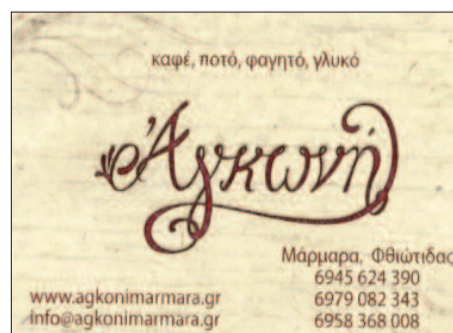 καφέ, ποτό, φαγητό, γλυκό
Ἀγκωνή
Μάρμαρα, Φθιώτιδας
6945 624 390
www.agkonimarmara.gr 6979 082 343
info@agkonimarmara.gr 6958 368 008